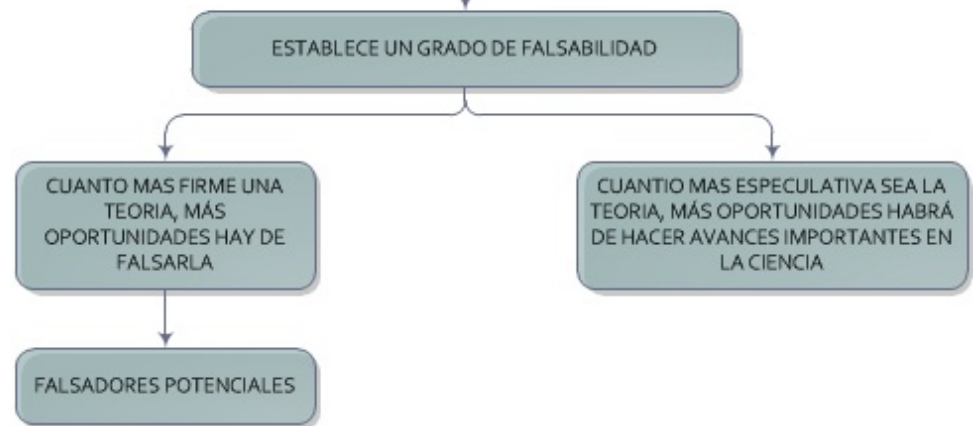 ESTABLECE UN GRADO DE FALSABILIDAD
CUANTO MAS FIRME UNA
TEORIA, MÁS
OPORTUNIDADES HAY DE
FALSARLA
CUANTIO MAS ESPECULATIVA SEA LA
TEORIA, MÁS OPORTUNIDADES HABRÁ
DE HACER AVANCES IMPORTANTES EN
LA CIENCIA
FALSADORES POTENCIALES